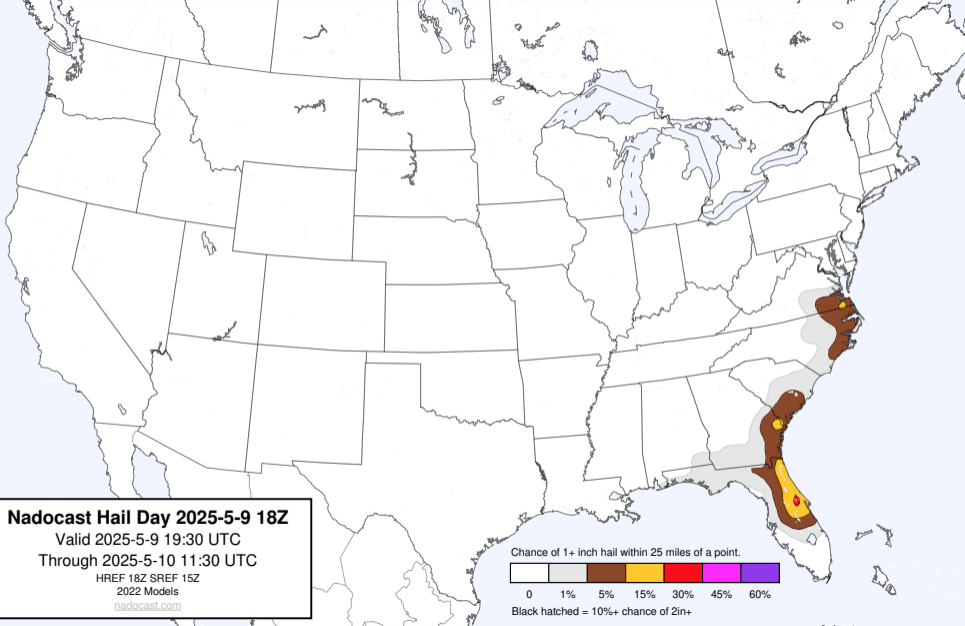 Nadocast Hail Day 2025-5-9 18Z
Valid 2025-5-9 19:30 UTC
Through 2025-5-10 11:30 UTC
HREF 18Z SREF 15Z
2022 Models
nadocast.com
Chance of 1+ inch hail within 25 miles of a point.
0 1% 5% 15% 30% 45% 60%
Black hatched = 10%+ chance of 2in+